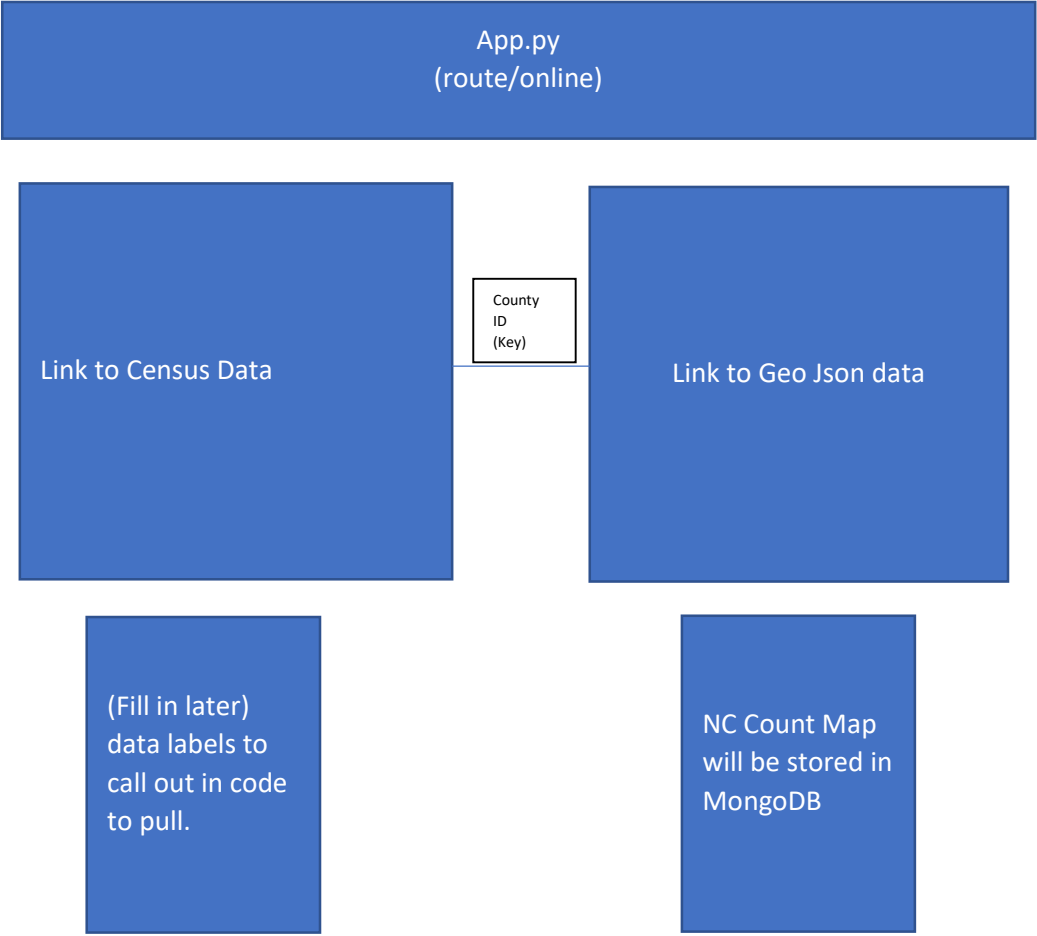 App.py
(route/online)
County
ID
(Key)
Link to Census Data
Link to Geo Json data
(Fill in later)
data labels to
call out in code
to pull.
NC Count Map
will be stored in
MongoDB